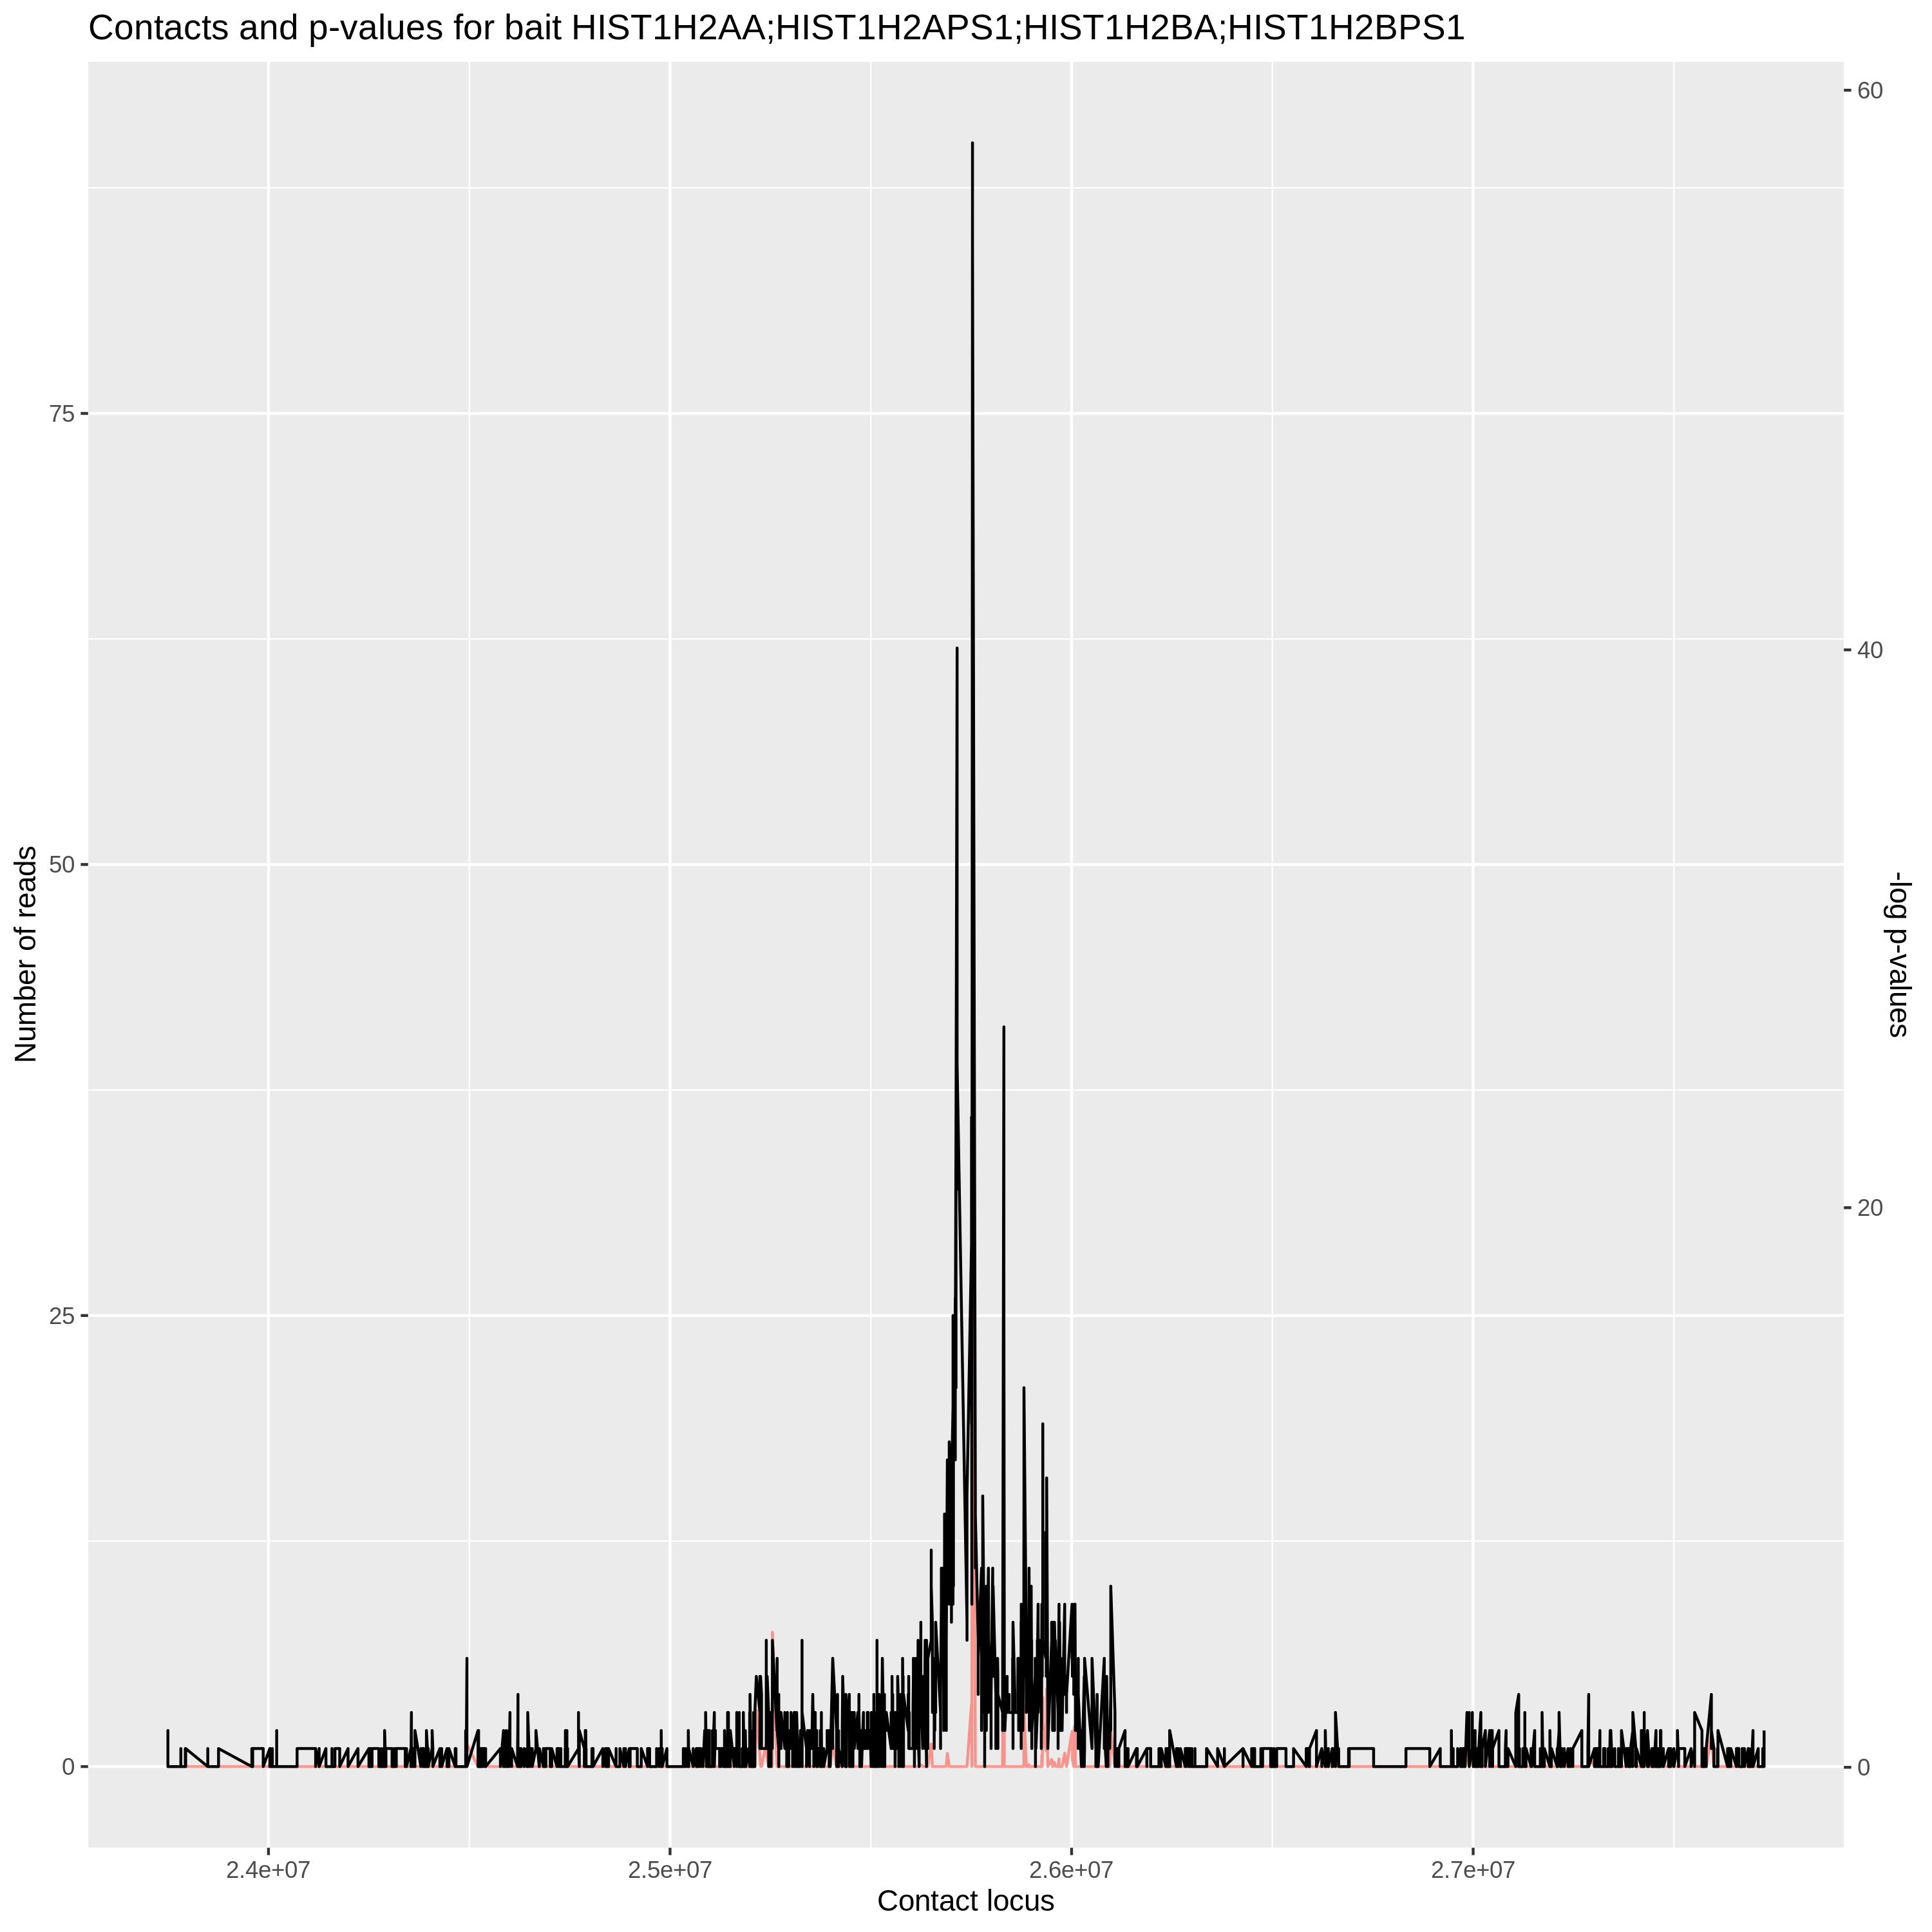 Contacts and p-values for bait HIST1H2AA;HIST1H2APS1;HIST1H2BA;HIST1H2BPS1
60
75
40
50
Number of reads
-log p-values
20
25
0
0
2.4e+07
2.5e+07
2.6e+07
2.7e+07
Contact locus